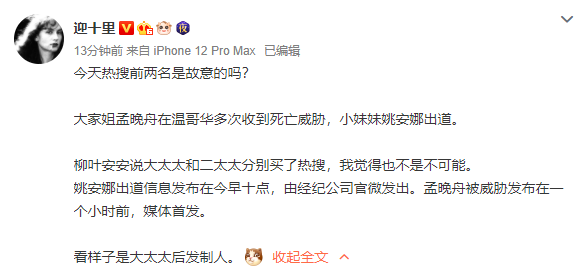 迎十里
13分钟前 来自 iPhone 12 Pro Max 已编辑
今天热搜前两名是故意的吗?
大家姐孟晚舟在温哥华多次收到死亡威胁，小妹妹姚安娜出道。
柳叶安安说大太太和二太太分别买了热搜，我觉得也不是不可能。
姚安娜出道信息发布在今早十点，由经纪公司官微发出。孟晚舟被威胁发布在一
个小时前，媒体首发。
看样子是大太太后发制人。 收起全文